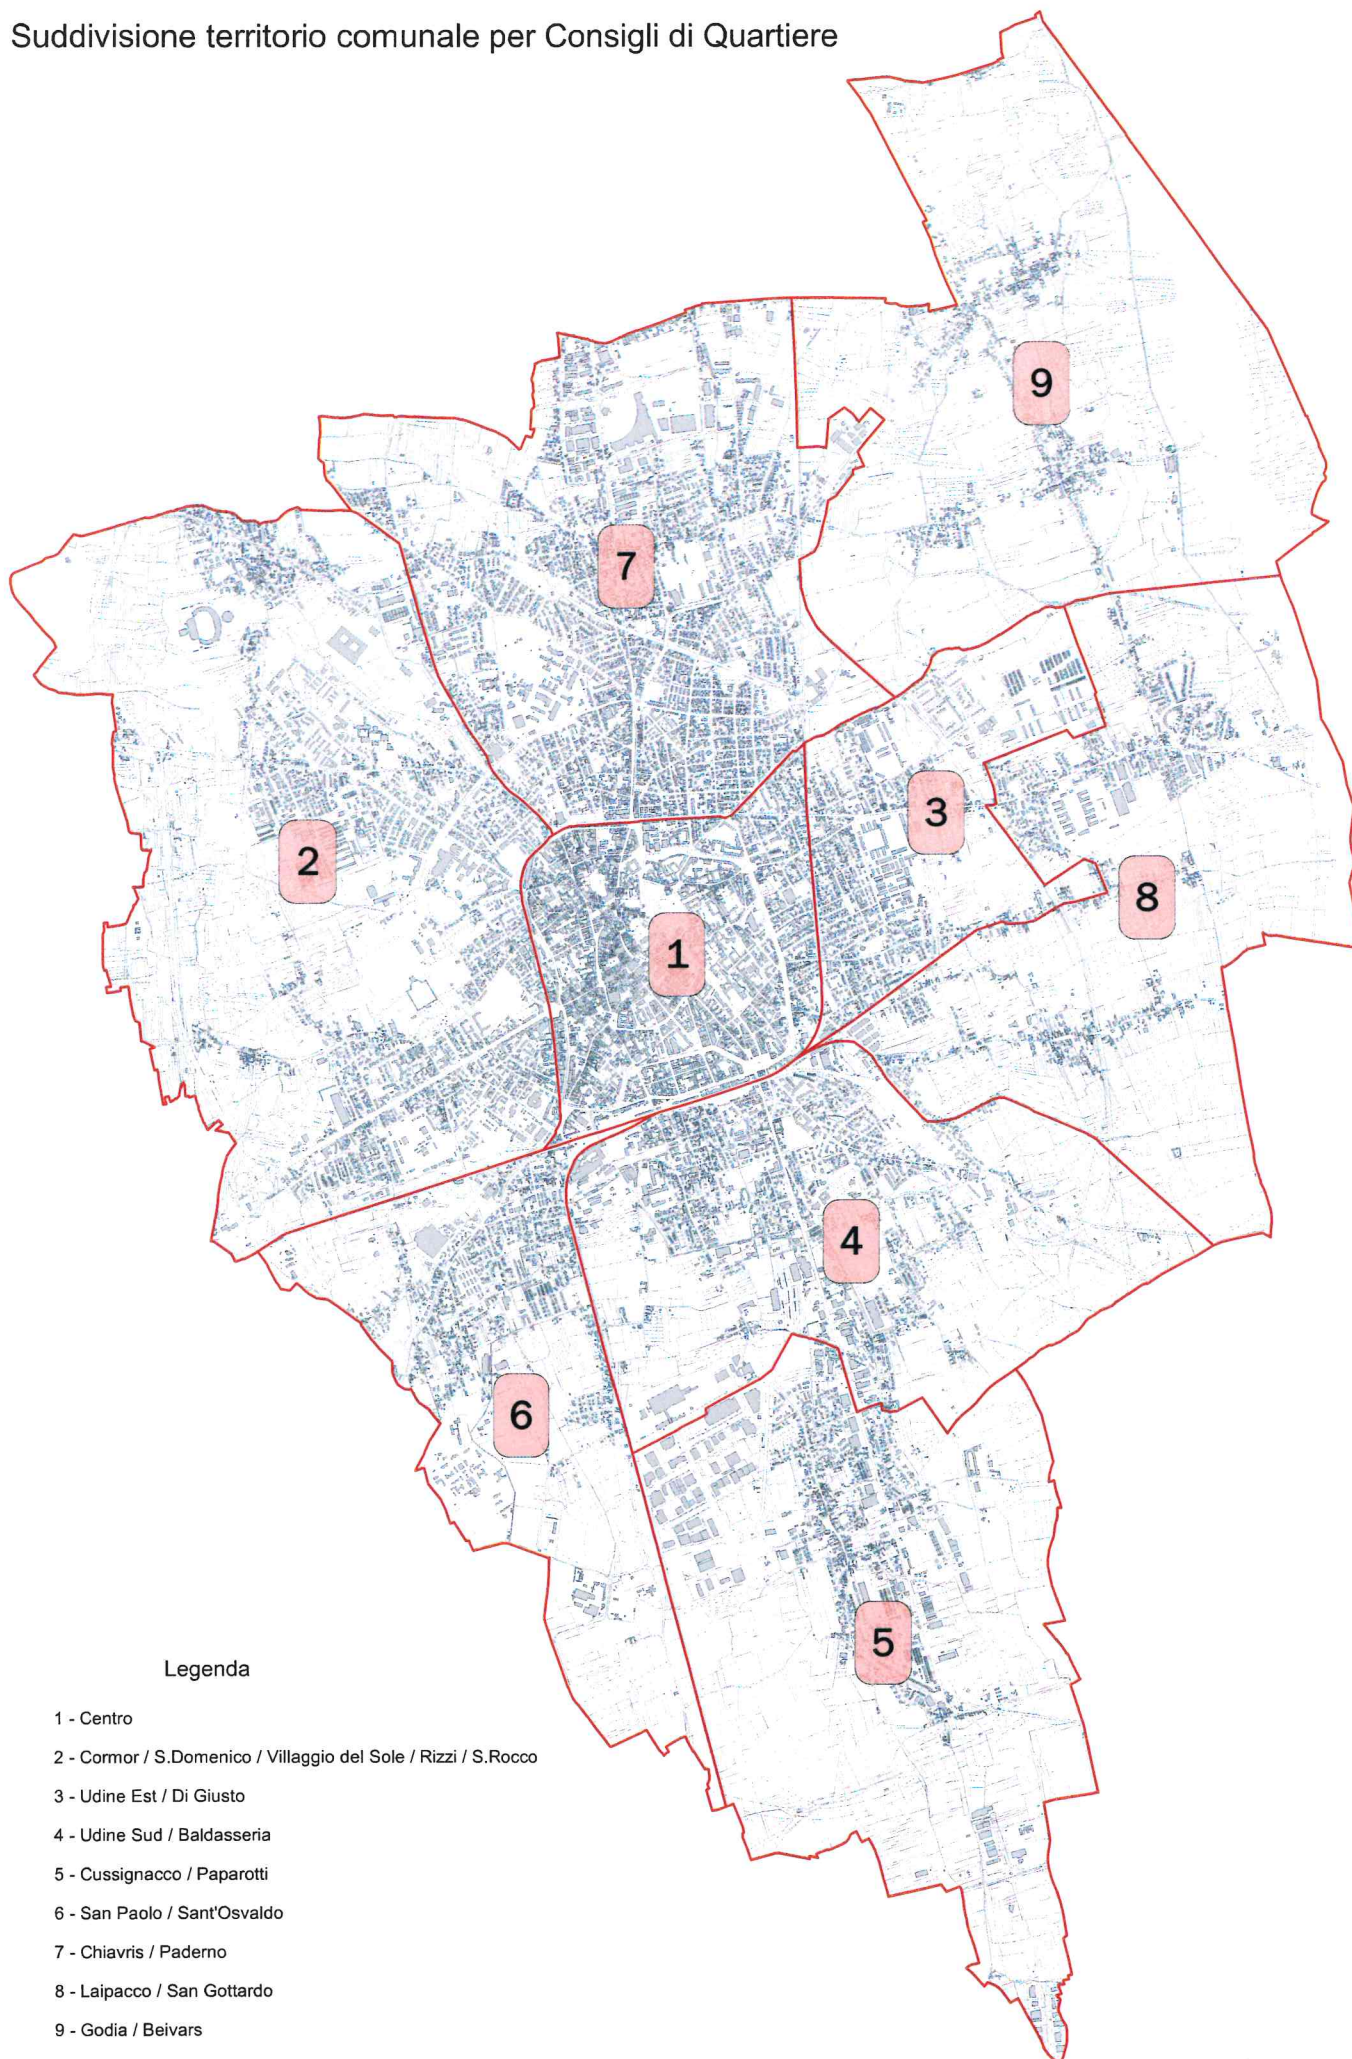 Suddivisione territorio comunale per Consigli di Quartiere
9
7
3
2
8
1
4
6
5
Legenda
1 - Centro
2 - Cormor / S.Domenico / Villaggio del Sole / Rizzi / S.Rocco
3 - Udine Est / Di Giusto
4 - Udine Sud / Baldasseria
5 - Cussignacco / Paparotti
6 - San Paolo / Sant'Osvaldo
7 - Chiavris / Paderno
8 - Laipacco / San Gottardo
9 - Godia / Beivars